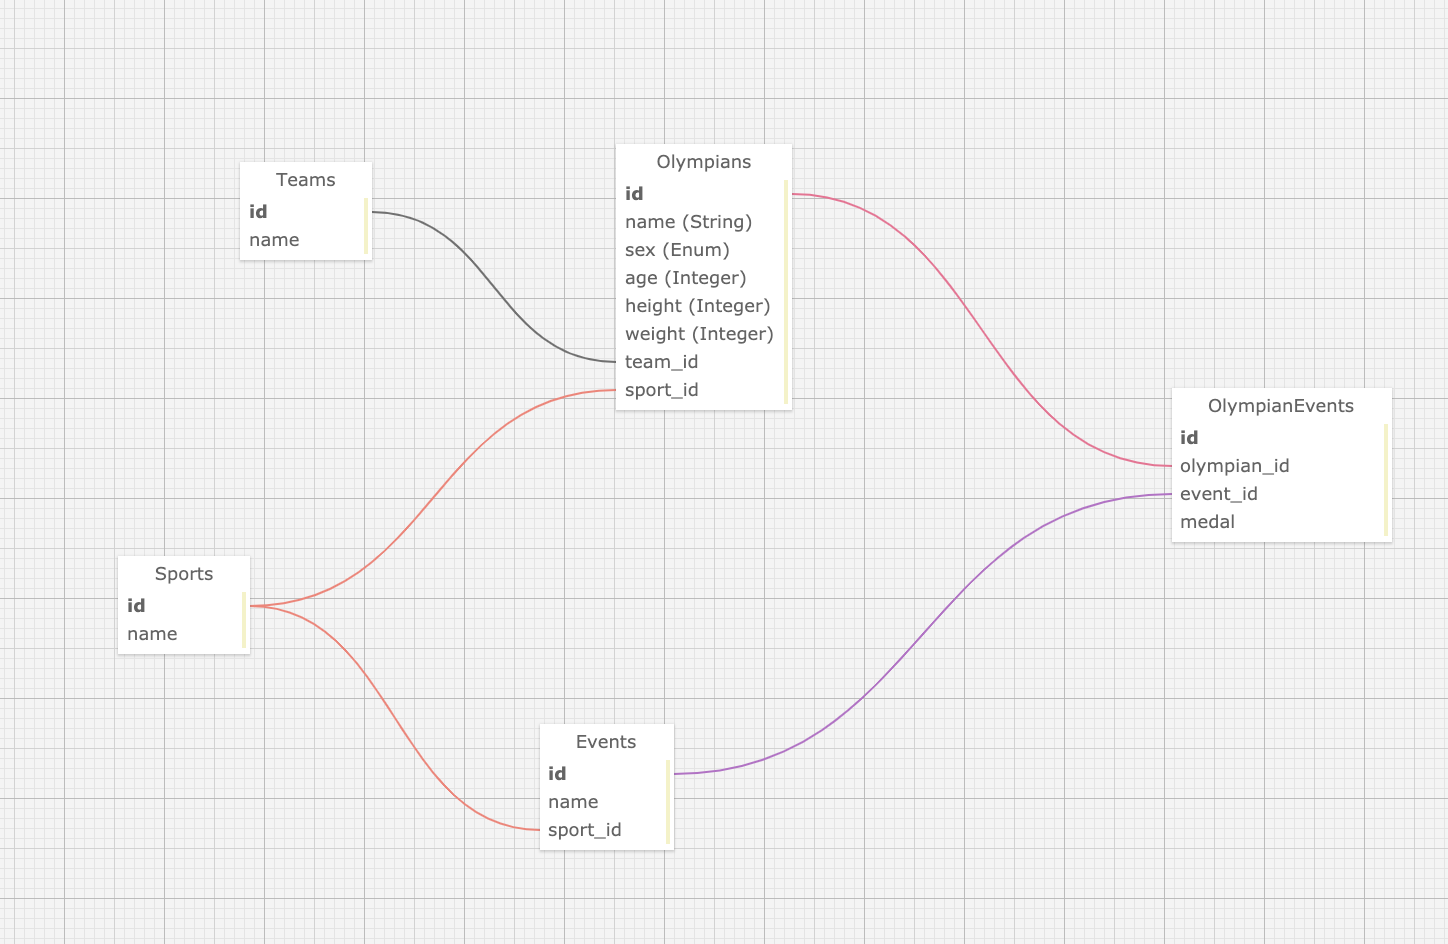 Teams
id
name
Olympians
id
name (String)
sex (Enum)
age (Integer)
height (Integer)
weight (Integer)
team_id
sport_id
OlympianEvents
id
olympian_id
event_id
medal
Sports
id
name
Events
id
name
sport_id